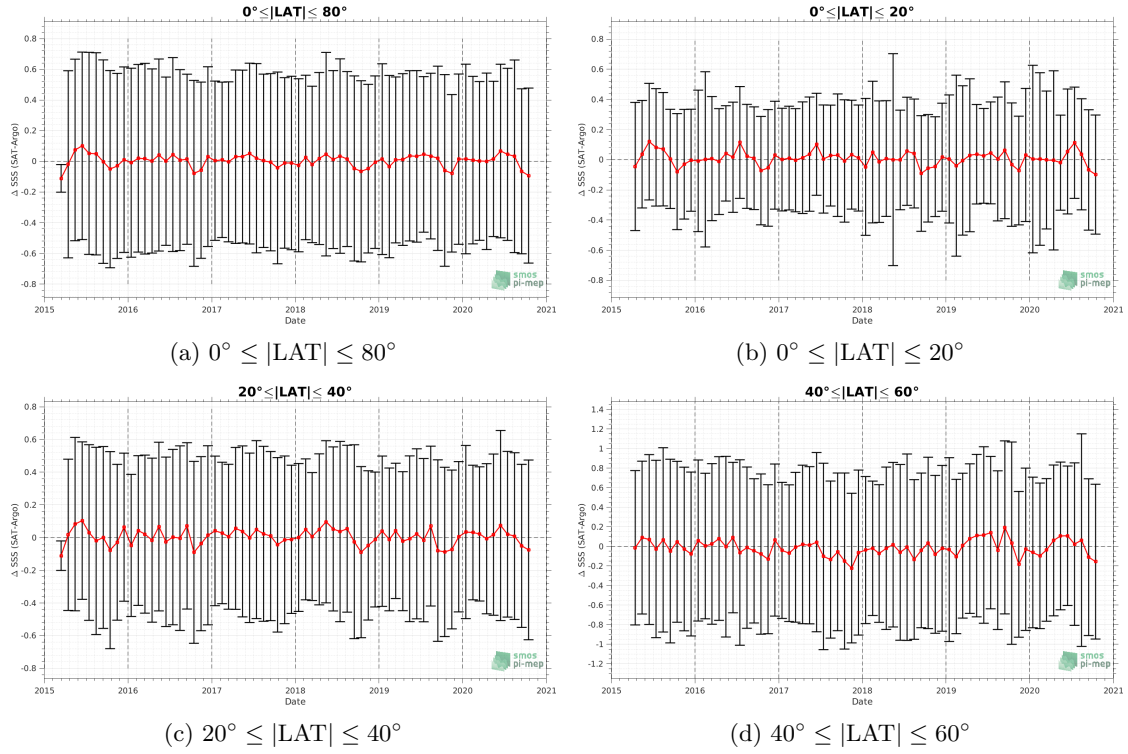 0°≤|LAT|≤ 80°
Δ SSS (SAT-Argo)
0.8
0.6
0.4
0.2
0
-0.2
-0.4
-0.6
-0.8
2015 2016 2017 2018 2019 2020 2021
Date
smos
pi-mep
(a) 0° ≤ |LAT| ≤ 80°
0°≤|LAT|≤ 20°
Δ SSS (SAT-Argo)
0.8
0.6
0.4
0.2
0
-0.2
-0.4
-0.6
-0.8
2015 2016 2017 2018 2019 2020 2021
Date
smos
pi-mep
(b) 0° ≤ |LAT| ≤ 20°
20°≤|LAT|≤ 40°
Δ SSS (SAT-Argo)
0.8
0.6
0.4
0.2
0
-0.2
-0.4
-0.6
-0.8
2015 2016 2017 2018 2019 2020 2021
Date
smos
pi-mep
(c) 20° ≤ |LAT| ≤ 40°
40°≤|LAT|≤ 60°
Δ SSS (SAT-Argo)
1.4
1.2
1
0.8
0.6
0.4
0.2
0
-0.2
-0.4
-0.6
-0.8
-1
-1.2
2015 2016 2017 2018 2019 2020 2021
Date
smos
pi-mep
(d) 40° ≤ |LAT| ≤ 60°